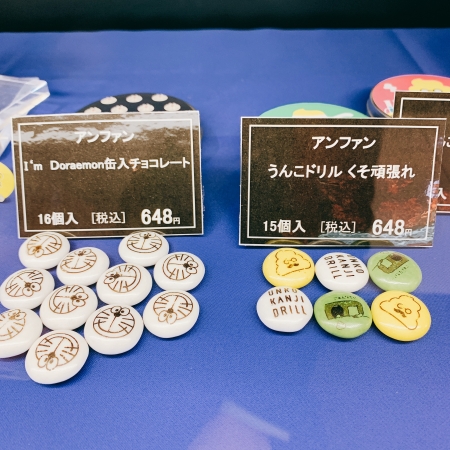 アンファン
I'm Doraemon缶入チョコレート
16個入 [税込] 648円
アンファン
うんこドリル くそ頑張れ
15個入 [税込] 648円
UNKO
KANJI
DRILL
UNKO
KANJI
DRILL